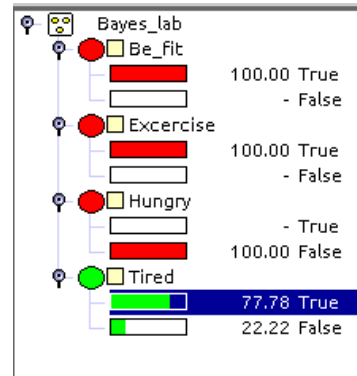 Bayes_lab
Be_fit
100.00 True
- False
Excercise
100.00 True
- False
Hungry
- True
100.00 False
Tired
77.78 True
22.22 False